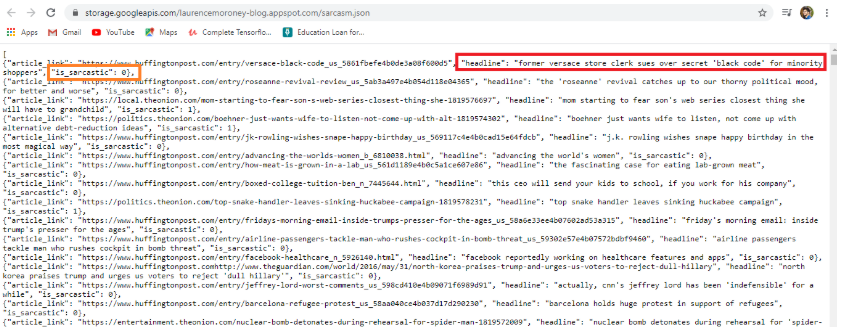 storage.googleapis.com/laurencemoroney-blog.appspot.com/sarcasm.json
Apps Gmail YouTube Maps Complete Tensorflo... Education Loan for...
[
{"article_link": "https://www.huffingtonpost.com/entry/versace-black-code_us_5861fbefe4b0de3a08f600d5", "headline": "former versace store clerk sues over secret 'black code' for minority
shoppers", "is_sarcastic": 0},
{"article_link": "https://www.huffingtonpost.com/entry/roseanne-revival-review_us_5ab3a497e4b054d118e04365", "headline": "the 'roseanne' revival catches up to our thorny political mood,
for better and worse", "is_sarcastic": 0},
{"article_link": "https://local.theonion.com/mom-starting-to-fear-son-s-web-series-closest-thing-she-1819576697", "headline": "mom starting to fear son's web series closest thing she
will have to grandchild", "is_sarcastic": 1},
{"article_link": "https://politics.theonion.com/boehner-just-wants-wife-to-listen-not-come-up-with-alt-1819574302", "headline": "boehner just wants wife to listen, not come up with
alternative debt-reduction ideas", "is_sarcastic": 1},
{"article_link": "https://www.huffingtonpost.com/entry/jk-rowling-wishes-snape-happy-birthday_us_569117c4e4b0cad15e64fdcb", "headline": "j.k. rowling wishes snape happy birthday in the
most magical way", "is_sarcastic": 0},
{"article_link": "https://www.huffingtonpost.com/entry/advancing-the-worlds-women_b_6810038.html", "headline": "advancing the world's women", "is_sarcastic": 0},
{"article_link": "https://www.huffingtonpost.com/entry/how-meat-is-grown-in-a-lab_us_561d1189e4b0c5a1ce607e86", "headline": "the fascinating case for eating lab-grown meat",
"is_sarcastic": 0},
{"article_link": "https://www.huffingtonpost.com/entry/boxed-college-tuition-ben_n_7445644.html", "headline": "this ceo will send your kids to school, if you work for his company",
"is_sarcastic": 0},
{"article_link": "https://politics.theonion.com/top-snake-handler-leaves-sinking-huckabee-campaign-1819578231", "headline": "top snake handler leaves sinking huckabee campaign",
"is_sarcastic": 1},
{"article_link": "https://www.huffingtonpost.com/entry/fridays-morning-email-inside-trumps-presser-for-the-ages_us_58a6e33ee4b07602ad53a315", "headline": "friday's morning email: inside
trump's presser for the ages", "is_sarcastic": 0},
{"article_link": "https://www.huffingtonpost.com/entry/airline-passengers-tackle-man-who-rushes-cockpit-in-bomb-threat_us_59302e57e4b07572bdbf9460", "headline": "airline passengers
tackle man who rushes cockpit in bomb threat", "is_sarcastic": 0},
{"article_link": "https://www.huffingtonpost.com/entry/facebook-healthcare_n_5926140.html", "headline": "facebook reportedly working on healthcare features and apps", "is_sarcastic": 0},
{"article_link": "https://www.huffingtonpost.comhttp://www.theguardian.com/world/2016/may/31/north-korea-praises-trump-and-urges-us-voters-to-reject-dull-hillary", "headline": "north
korea praises trump and urges us voters to reject 'dull hillary'", "is_sarcastic": 0},
{"article_link": "https://www.huffingtonpost.com/entry/jeffrey-lord-worst-comments_us_598cd410e4b09071f6989d91", "headline": "actually, cnn's jeffrey lord has been 'indefensible' for a
while", "is_sarcastic": 0},
{"article_link": "https://www.huffingtonpost.com/entry/barcelona-refugee-protest_us_58aa040ce4b037d17d290230", "headline": "barcelona holds huge protest in support of refugees",
"is_sarcastic": 0},
{"article_link": "https://entertainment.theonion.com/nuclear-bomb-detonates-during-rehearsal-for-spider-man-1819572009", "headline": "nuclear bomb detonates during rehearsal for 'spider-